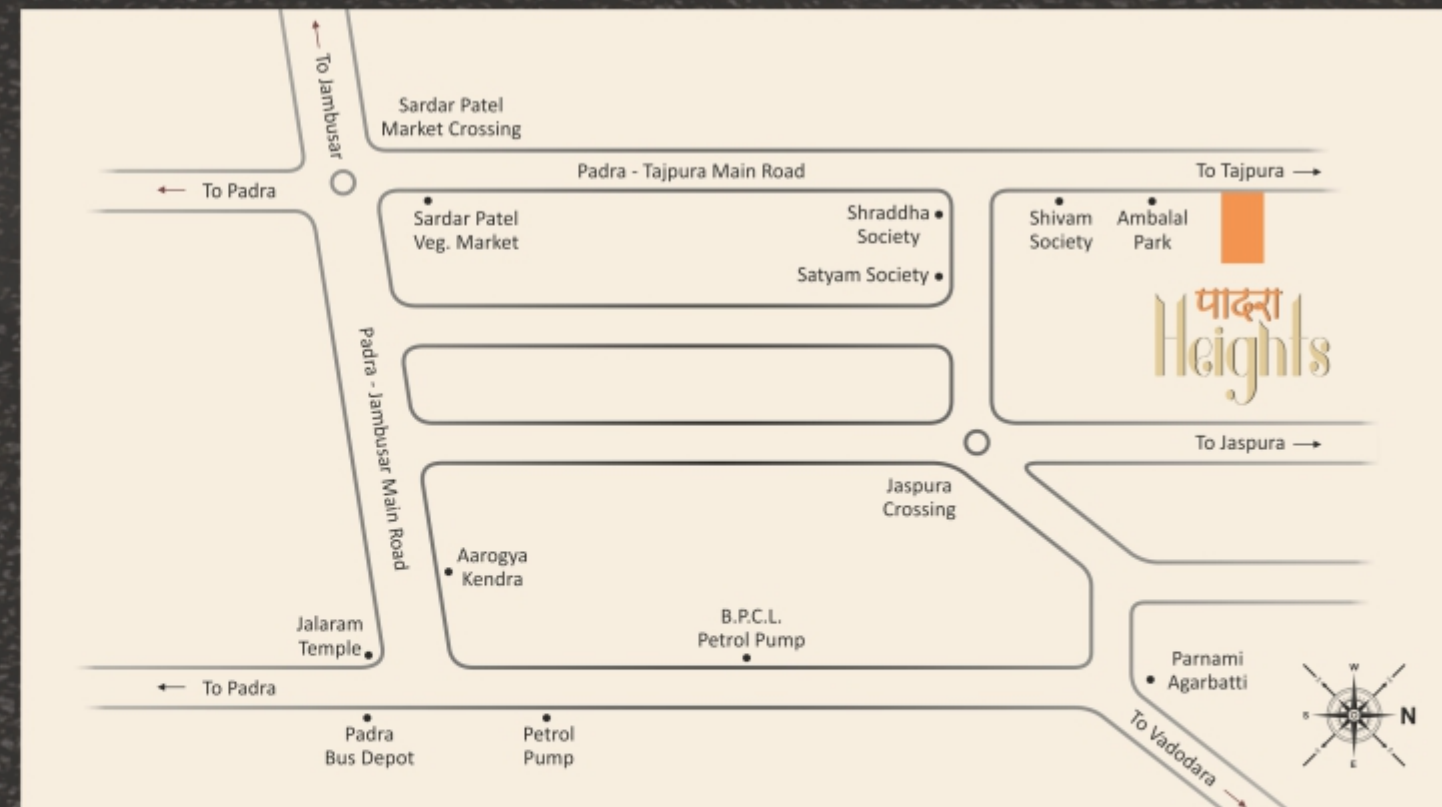 To Jambusar
Sardar Patel
Market Crossing
Padra - Tajpura Main Road
To Tajpura
To Padra
Sardar Patel
Veg. Market
Shraddha
Society
Satyam Society
Shivam
Society
Ambalal
Park
पादरा
Heights
Padra - Jambusar Main Road
To Jaspura
Jaspura
Crossing
Aarogya
Kendra
B.P.C.L.
Petrol Pump
Jalaram
Temple
To Padra
Padra
Bus Depot
Petrol
Pump
Parnami
Agarbatti
To Vadodara
W
S
N
E